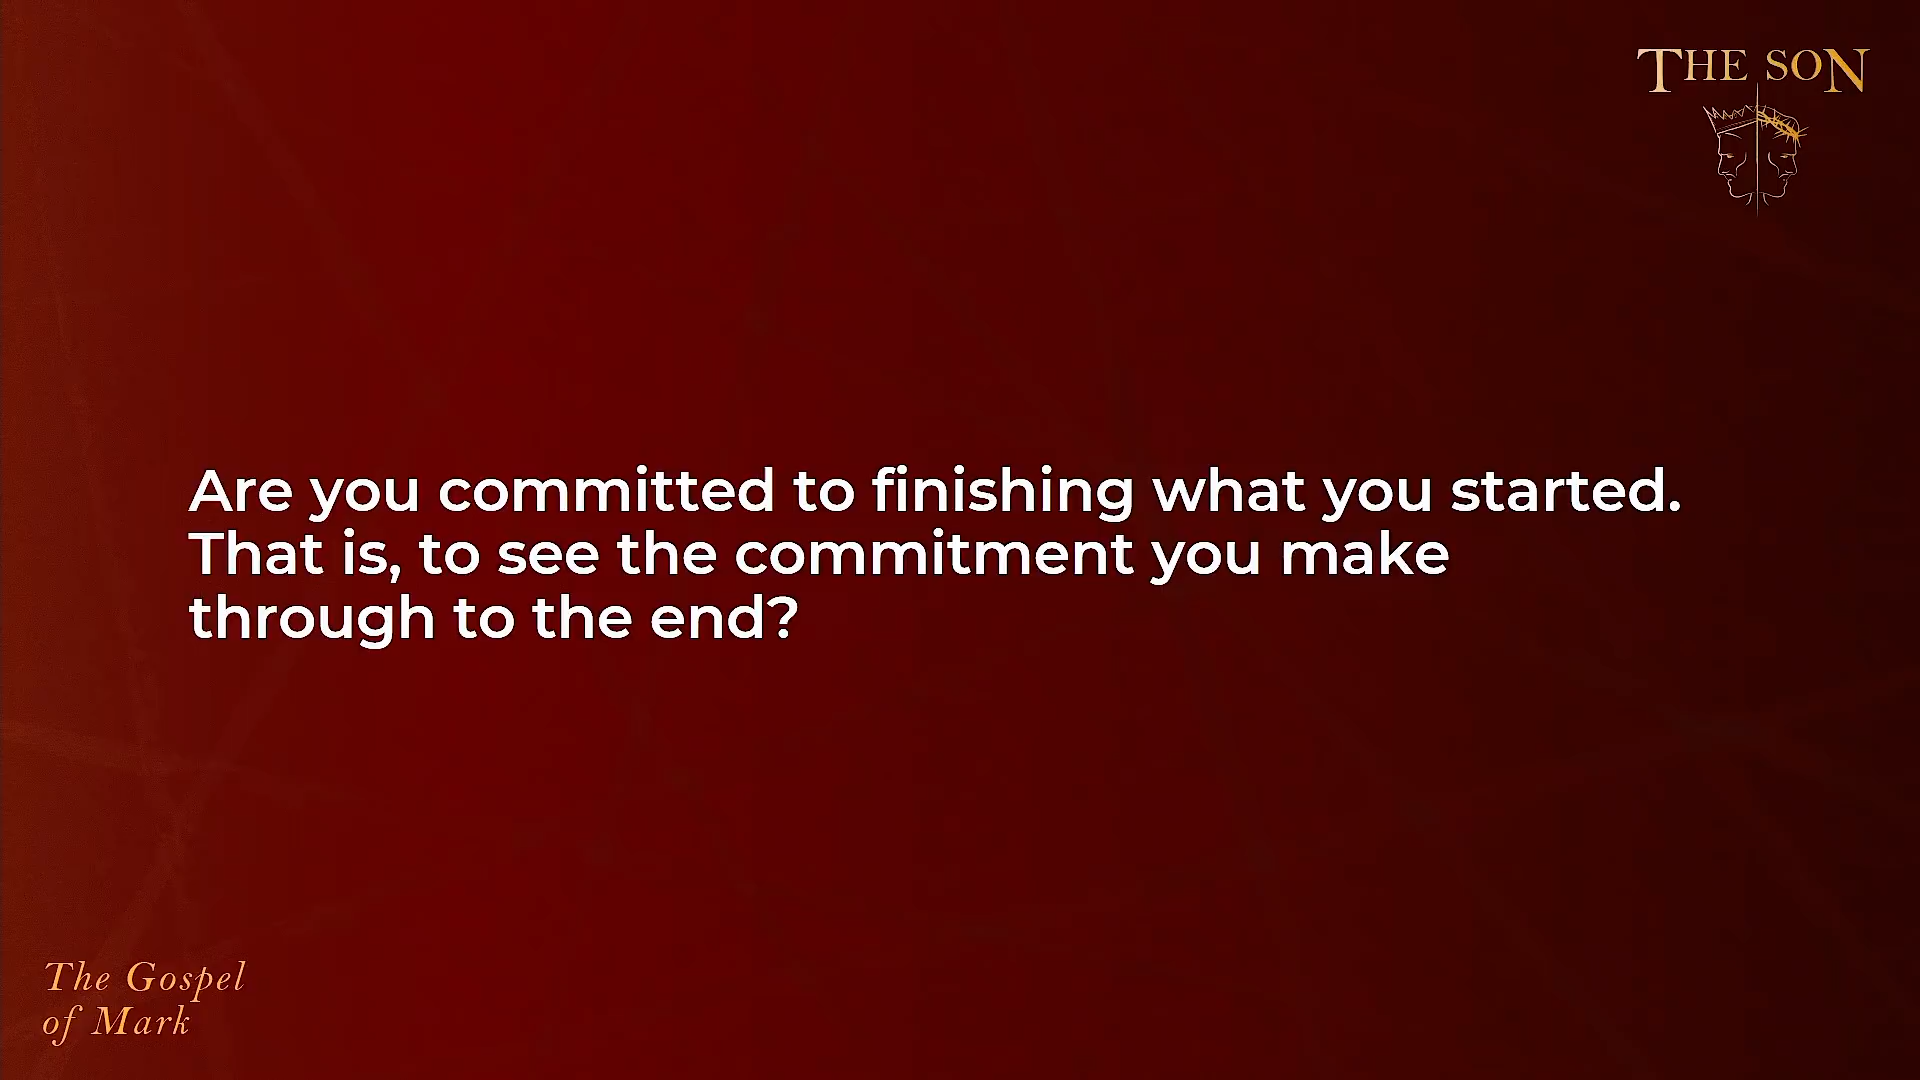 THE SON
Are you committed to finishing what you started.
That is, to see the commitment you make
through to the end?
The Gospel
of Mark